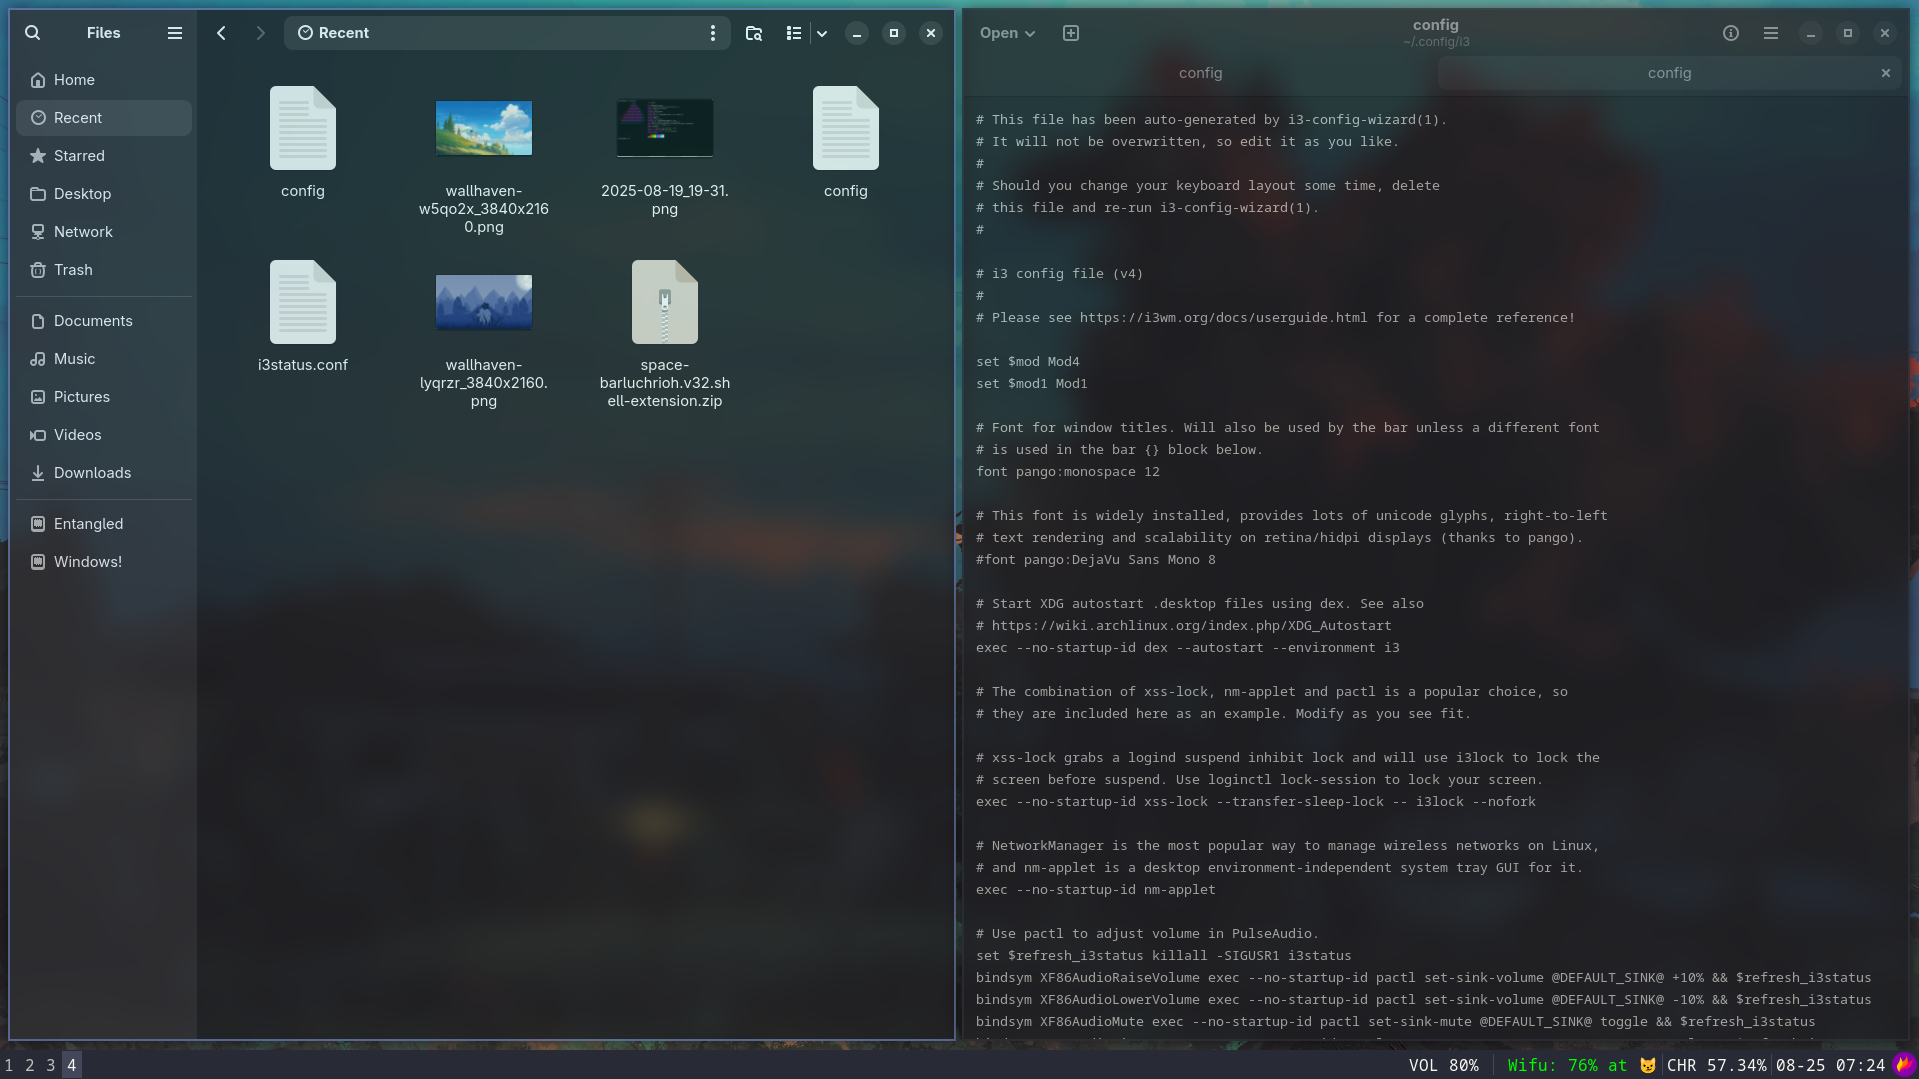 Files
Recent
Home
Recent
Starred
Desktop
Network
Trash
Documents
Music
Pictures
Videos
Downloads
Entangled
Windows!
config
wallhaven-
w5qo2x_3840x216
0.png
2025-08-19_19-31.
png
config
i3status.conf
wallhaven-
lyqrzr_3840x2160.
png
space-
barluchrioh.v32.sh
ell-extension.zip
Open
config
~/.config/i3
config
config
# This file has been auto-generated by i3-config-wizard(1).
# It will not be overwritten, so edit it as you like.
#
# Should you change your keyboard layout some time, delete
# this file and re-run i3-config-wizard(1).
#
# i3 config file (v4)
#
# Please see https://i3wm.org/docs/userguide.html for a complete reference!
set $mod Mod4
set $mod1 Mod1
# Font for window titles. Will also be used by the bar unless a different font
# is used in the bar {} block below.
font pango:monospace 12
# This font is widely installed, provides lots of unicode glyphs, right-to-left
# text rendering and scalability on retina/hidpi displays (thanks to pango).
#font pango:DejaVu Sans Mono 8
# Start XDG autostart .desktop files using dex. See also
# https://wiki.archlinux.org/index.php/XDG_Autostart
exec --no-startup-id dex --autostart --environment i3
# The combination of xss-lock, nm-applet and pactl is a popular choice, so
# they are included here as an example. Modify as you see fit.
# xss-lock grabs a logind suspend inhibit lock and will use i3lock to lock the
# screen before suspend. Use loginctl lock-session to lock your screen.
exec --no-startup-id xss-lock --transfer-sleep-lock -- i3lock --nofork
# NetworkManager is the most popular way to manage wireless networks on Linux,
# and nm-applet is a desktop environment-independent system tray GUI for it.
exec --no-startup-id nm-applet
# Use pactl to adjust volume in PulseAudio.
set $refresh_i3status killall -SIGUSR1 i3status
bindsym XF86AudioRaiseVolume exec --no-startup-id pactl set-sink-volume @DEFAULT_SINK@ +10% && $refresh_i3status
bindsym XF86AudioLowerVolume exec --no-startup-id pactl set-sink-volume @DEFAULT_SINK@ -10% && $refresh_i3status
bindsym XF86AudioMute exec --no-startup-id pactl set-sink-mute @DEFAULT_SINK@ toggle && $refresh_i3status
1 2 3 4
VOL 80% Wifu: 76% at 😼 CHR 57.34% 08-25 07:24